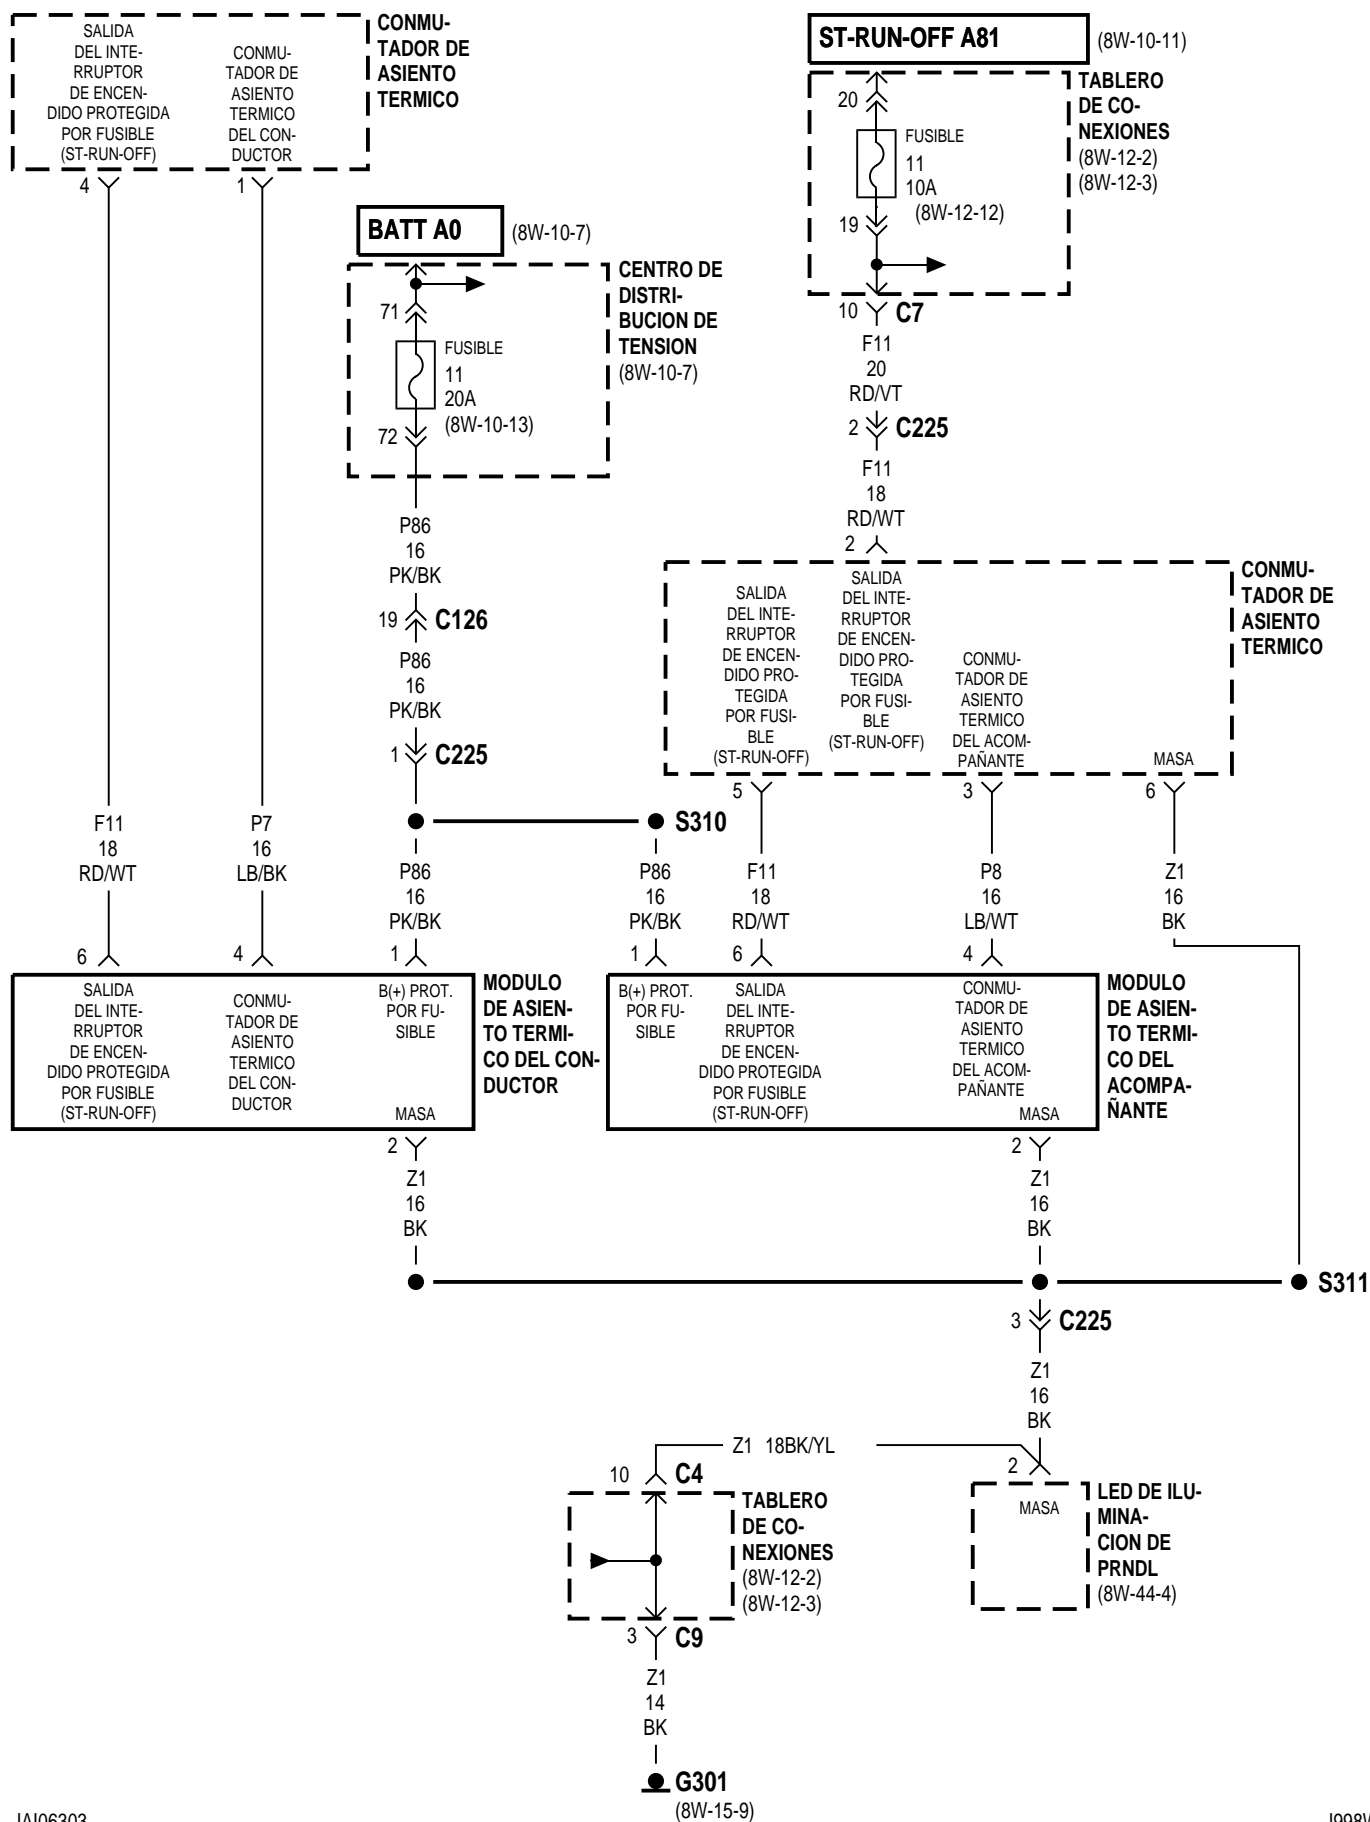 SALIDA
DEL INTE-
RRUPTOR
DE ENCEN-
DIDO PROTEGIDA
POR FUSIBLE
(ST-RUN-OFF)
CONMU-
TADOR DE
ASIENTO
TERMICO
DEL CON-
DUCTOR
CONMU-
TADOR DE
ASIENTO
TERMICO
4
1
ST-RUN-OFF A81
(8W-10-11)
TABLERO
DE CO-
NEXIONES
(8W-12-2)
(8W-12-3)
20
FUSIBLE
11
10A
(8W-12-12)
19
10
C7
F11
20
RD/VT
2
C225
F11
18
RD/WT
2
BATT A0
(8W-10-7)
CENTRO DE
DISTRI-
BUCION DE
TENSION
(8W-10-7)
71
FUSIBLE
11
20A
(8W-10-13)
72
P86
16
PK/BK
19
C126
P86
16
PK/BK
1
C225
SALIDA
DEL INTE-
RRUPTOR
DE ENCEN-
DIDO PRO-
TEGIDA
POR FUSI-
BLE
(ST-RUN-OFF)
SALIDA
DEL INTE-
RRUPTOR
DE ENCEN-
DIDO PRO-
TEGIDA
POR FUSI-
BLE
(ST-RUN-OFF)
CONMU-
TADOR DE
ASIENTO
TERMICO
DEL ACOM-
PAÑANTE
MASA
CONMU-
TADOR DE
ASIENTO
TERMICO
5
3
6
S310
F11
18
RD/WT
P7
16
LB/BK
P86
16
PK/BK
P86
16
PK/BK
F11
18
RD/WT
P8
16
LB/WT
Z1
16
BK
6
4
1
1
6
4
SALIDA
DEL INTE-
RRUPTOR
DE ENCEN-
DIDO PROTEGIDA
POR FUSIBLE
(ST-RUN-OFF)
CONMU-
TADOR DE
ASIENTO
TERMICO
DEL CON-
DUCTOR
B(+) PROT.
POR FU-
SIBLE
MASA
MODULO
DE ASIEN-
TO TERMI-
CO DEL CON-
DUCTOR
B(+) PROT.
POR FU-
SIBLE
SALIDA
DEL INTE-
RRUPTOR
DE ENCEN-
DIDO PROTEGIDA
POR FUSIBLE
(ST-RUN-OFF)
CONMU-
TADOR DE
ASIENTO
TERMICO
DEL ACOM-
PAÑANTE
MASA
MODULO
DE ASIEN-
TO TERMI-
CO DEL
ACOMPA-
ÑANTE
2
Z1
16
BK
2
Z1
16
BK
S311
3
C225
Z1
16
BK
Z1 18BK/YL
10
C4
2
TABLERO
DE CO-
NEXIONES
(8W-12-2)
(8W-12-3)
MASA
LED DE ILU-
MINA-
CION DE
PRNDL
(8W-44-4)
3
C9
Z1
14
BK
G301
(8W-15-9)